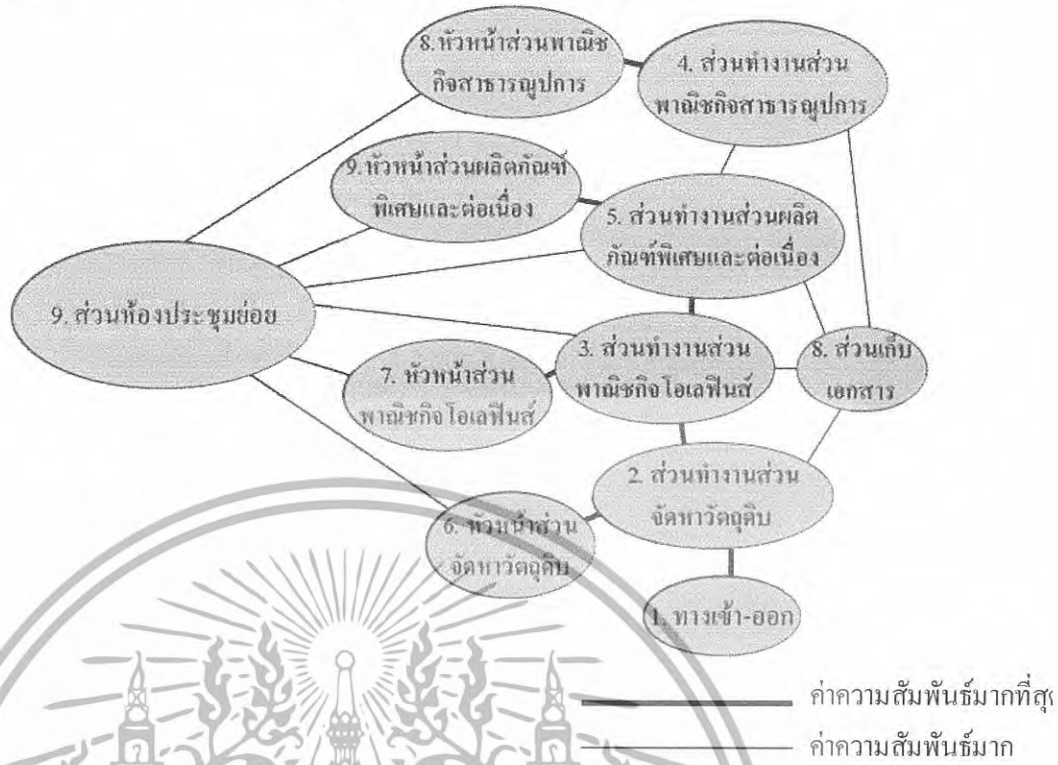 8. หัวหน้าส่วนพาณิช
กิจสาธารณูปการ
4. ส่วนทำงานส่วน
พาณิชกิจสาธารณูปการ
9. หัวหน้าส่วนผลิตภัณฑ์
พิเศษและต่อเนื่อง
5. ส่วนทำงานส่วนผลิต
ภัณฑ์พิเศษและต่อเนื่อง
9. ส่วนห้องประชุมย่อย
7. หัวหน้าส่วน
พาณิชกิจโอเลฟินส์
3. ส่วนทำงานส่วน
พาณิชกิจโอเลฟินส์
8. ส่วนเก็บ
เอกสาร
2. ส่วนทำงานส่วน
จัดหาวัตถุดิบ
6. หัวหน้าส่วน
จัดหาวัตถุดิบ
1. ทางเข้า-ออก
ค่าความสัมพันธ์มากที่สุ
ค่าความสัมพันธ์มาก